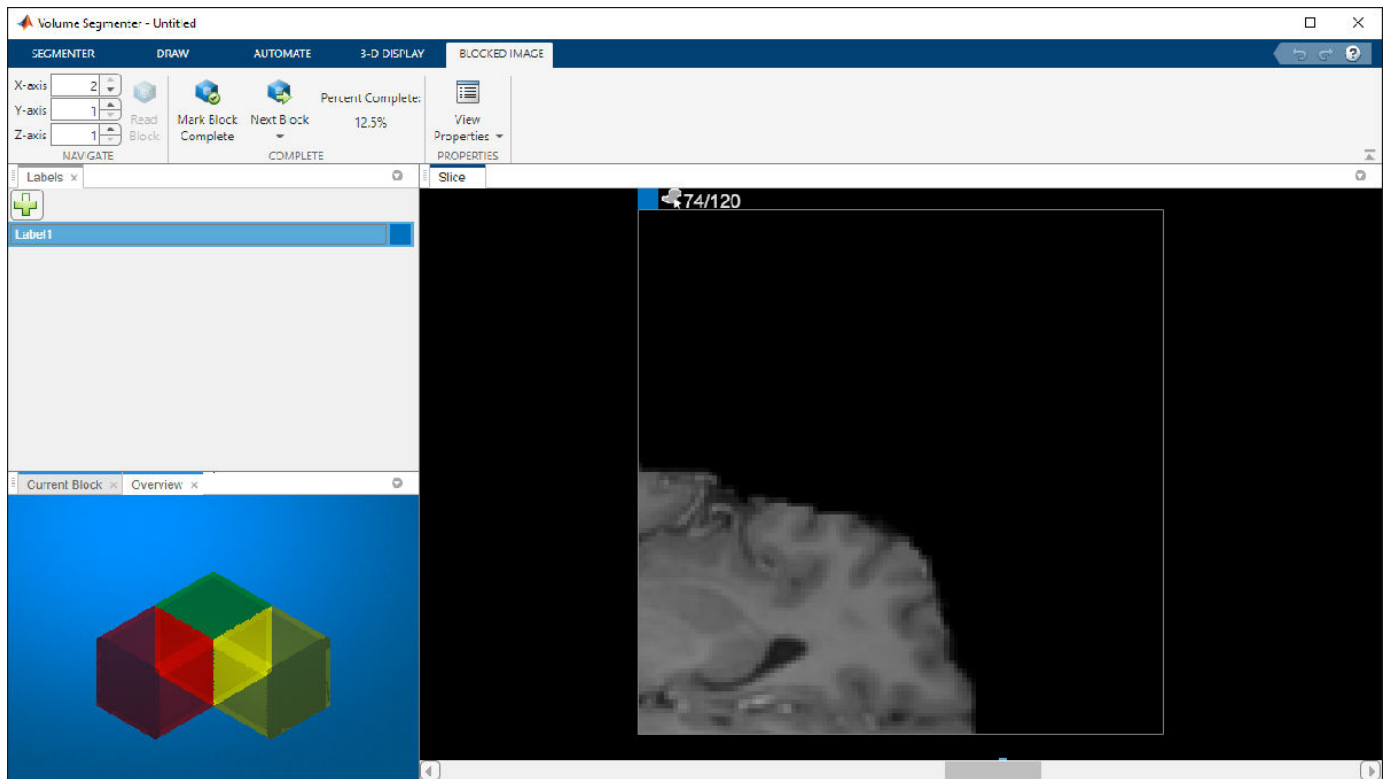 Volume Segmenter - Untitled
SEGMENTER DRAW AUTOMATE 3-D DISPLAY BLOCKED IMAGE ?
X-axis 2
Y-axis 1
Z-axis 1
Read Block
Mark Block Complete
Next Block
Percent Complete:
12.5%
View Properties
NAVIGATE COMPLETE PROPERTIES
Labels × Slice
74/120
Label1
Current Block × Overview ×